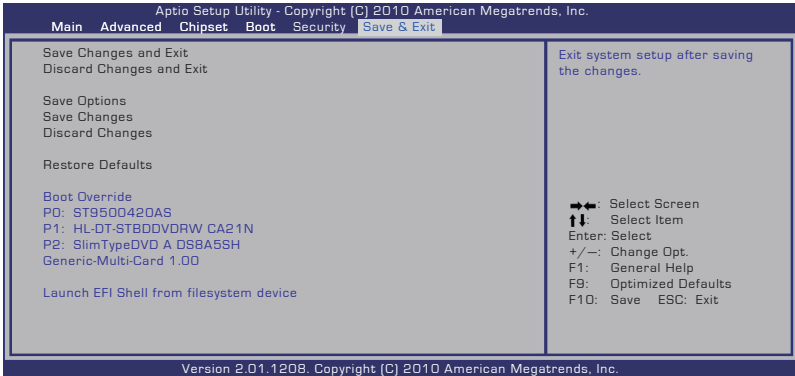 Aptio Setup Utility - Copyright (C) 2010 American Megatrends, Inc.
Main Advanced Chipset Boot Security Save & Exit
Save Changes and Exit
Discard Changes and Exit
Save Options
Save Changes
Discard Changes
Restore Defaults
Boot Override
P0: ST9500420AS
P1: HL-DT-STBDDVDRW CA21N
P2: SlimTypeDVD A DS8A5SH
Generic-Multi-Card 1.00
Launch EFI Shell from filesystem device
Exit system setup after saving
the changes.
→←: Select Screen
↑↓: Select Item
Enter: Select
+/—: Change Opt.
F1: General Help
F9: Optimized Defaults
F10: Save ESC: Exit
Version 2.01.1208. Copyright (C) 2010 American Megatrends, Inc.